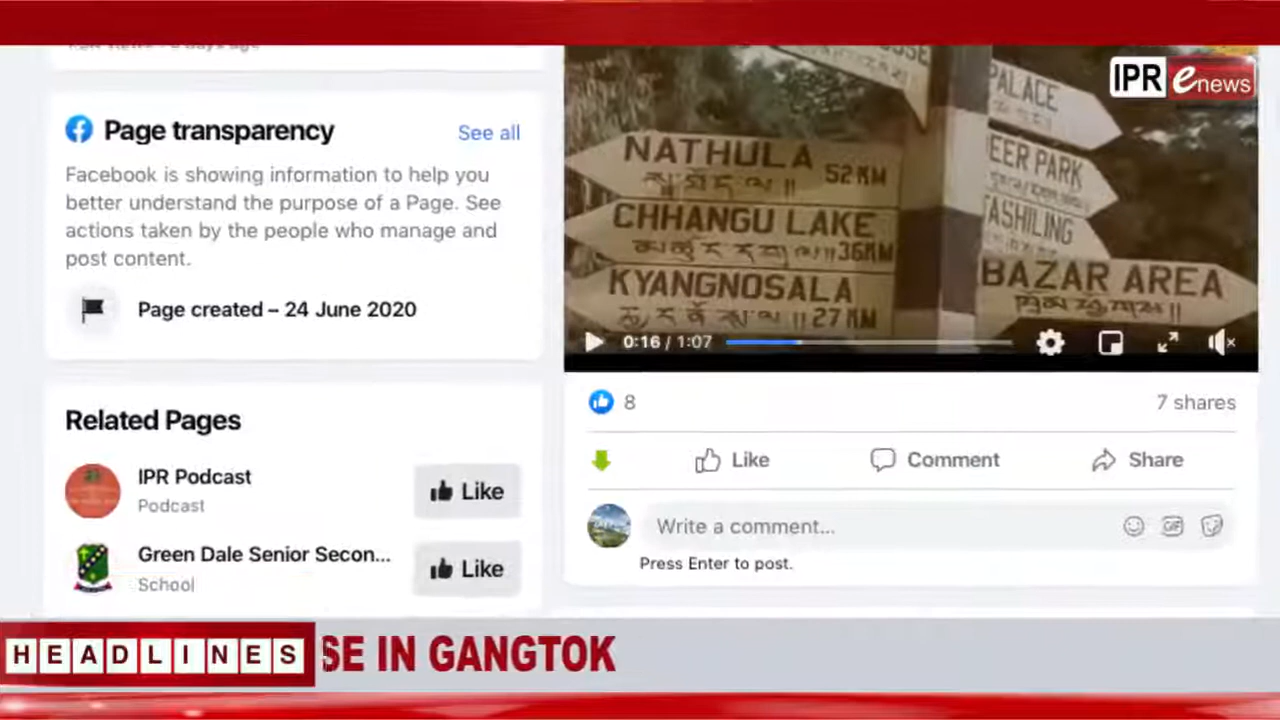 IPR enews
Page transparency
See all
Facebook is showing information to help you
better understand the purpose of a Page. See
actions taken by the people who manage and
post content.
Page created – 24 June 2020
Related Pages
IPR Podcast
Podcast
Like
Green Dale Senior Secon...
School
Like
NATHULA 52KM
CHHANGU LAKE
36KM
KYANGNOSALA
27KM
PALACE
EER PARK
TASHILING
BAZAR AREA
0:16 / 1:07
8
7 shares
Like
Comment
Share
Write a comment...
GIF
Press Enter to post.
HEADLINES
SE IN GANGTOK